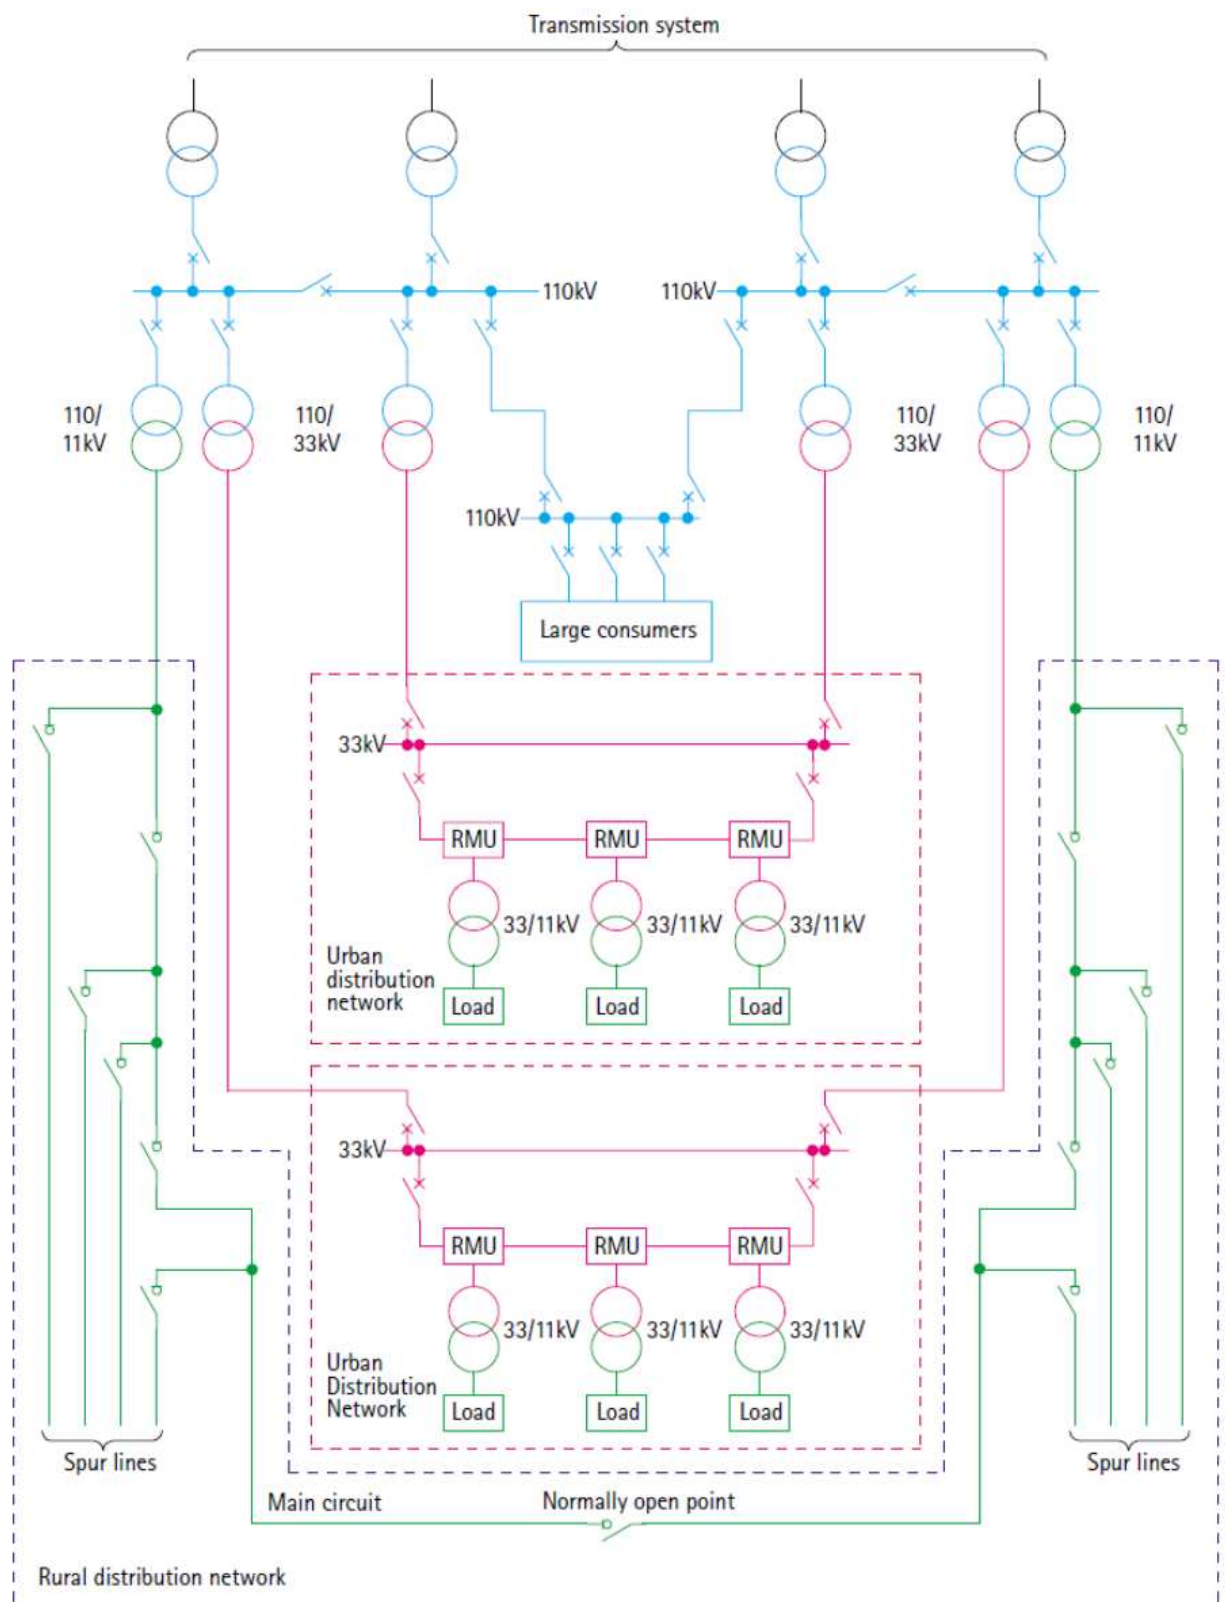 Transmission system
110kV
110kV
110/
11kV
110/
33kV
110/
33kV
110/
11kV
110kV
Large consumers
33kV
RMU
RMU
RMU
33/11kV
33/11kV
33/11kV
Urban
distribution
network
Load
Load
Load
33kV
RMU
RMU
RMU
33/11kV
33/11kV
33/11kV
Urban
Distribution
Network
Load
Load
Load
Spur lines
Spur lines
Main circuit
Normally open point
Rural distribution network